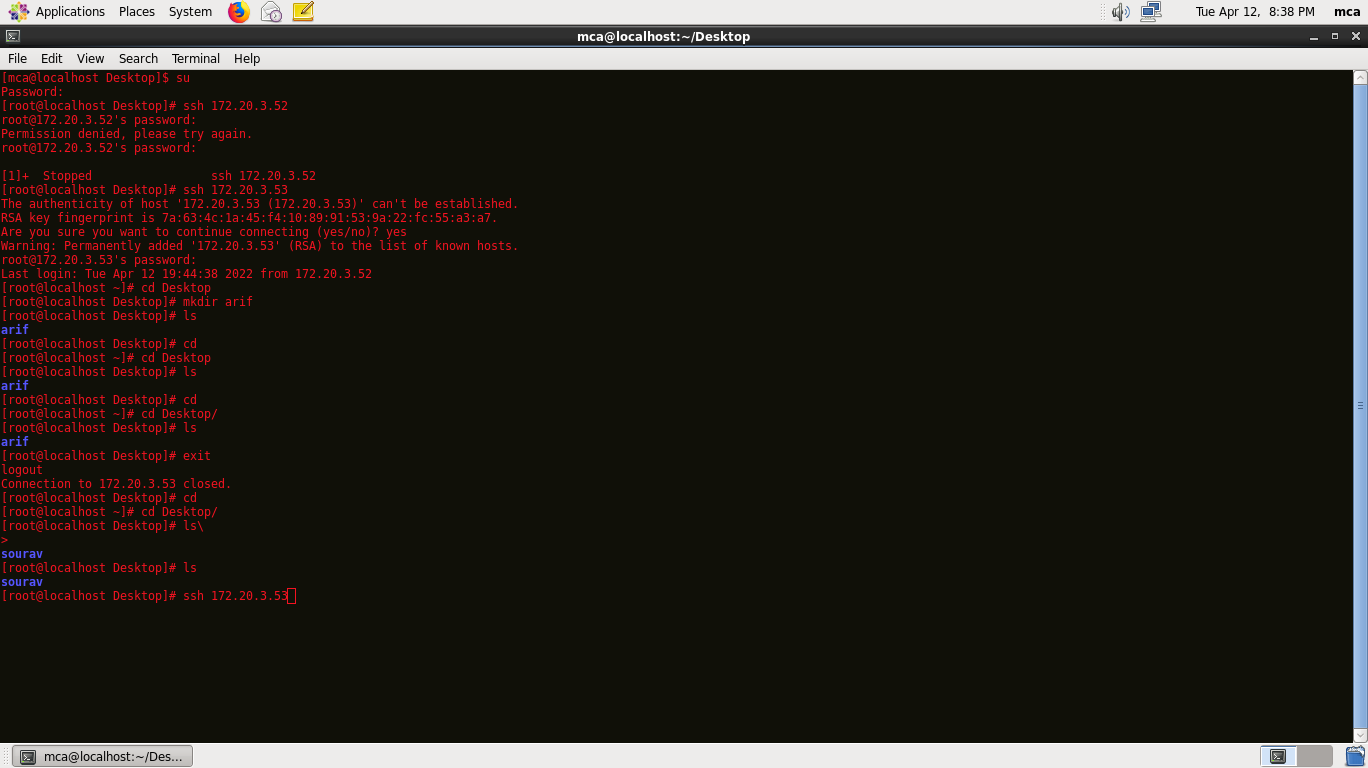 Applications Places System Tue Apr 12, 8:38 PM mca
mca@localhost:~/Desktop
File Edit View Search Terminal Help
[mca@localhost Desktop]$ su
Password:
[root@localhost Desktop]# ssh 172.20.3.52
root@172.20.3.52's password:
Permission denied, please try again.
root@172.20.3.52's password:
[1]+  Stopped                 ssh 172.20.3.52
[root@localhost Desktop]# ssh 172.20.3.53
The authenticity of host '172.20.3.53 (172.20.3.53)' can't be established.
RSA key fingerprint is 7a:63:4c:1a:45:f4:10:89:91:53:9a:22:fc:55:a3:a7.
Are you sure you want to continue connecting (yes/no)? yes
Warning: Permanently added '172.20.3.53' (RSA) to the list of known hosts.
root@172.20.3.53's password:
Last login: Tue Apr 12 19:44:38 2022 from 172.20.3.52
[root@localhost ~]# cd Desktop
[root@localhost Desktop]# mkdir arif
[root@localhost Desktop]# ls
arif
[root@localhost Desktop]# cd
[root@localhost ~]# cd Desktop
[root@localhost Desktop]# ls
arif
[root@localhost Desktop]# cd
[root@localhost ~]# cd Desktop/
[root@localhost Desktop]# ls
arif
[root@localhost Desktop]# exit
logout
Connection to 172.20.3.53 closed.
[root@localhost Desktop]# cd
[root@localhost ~]# cd Desktop/
[root@localhost Desktop]# ls\
>
sourav
[root@localhost Desktop]# ls
sourav
[root@localhost Desktop]# ssh 172.20.3.53
mca@localhost:~/Des...